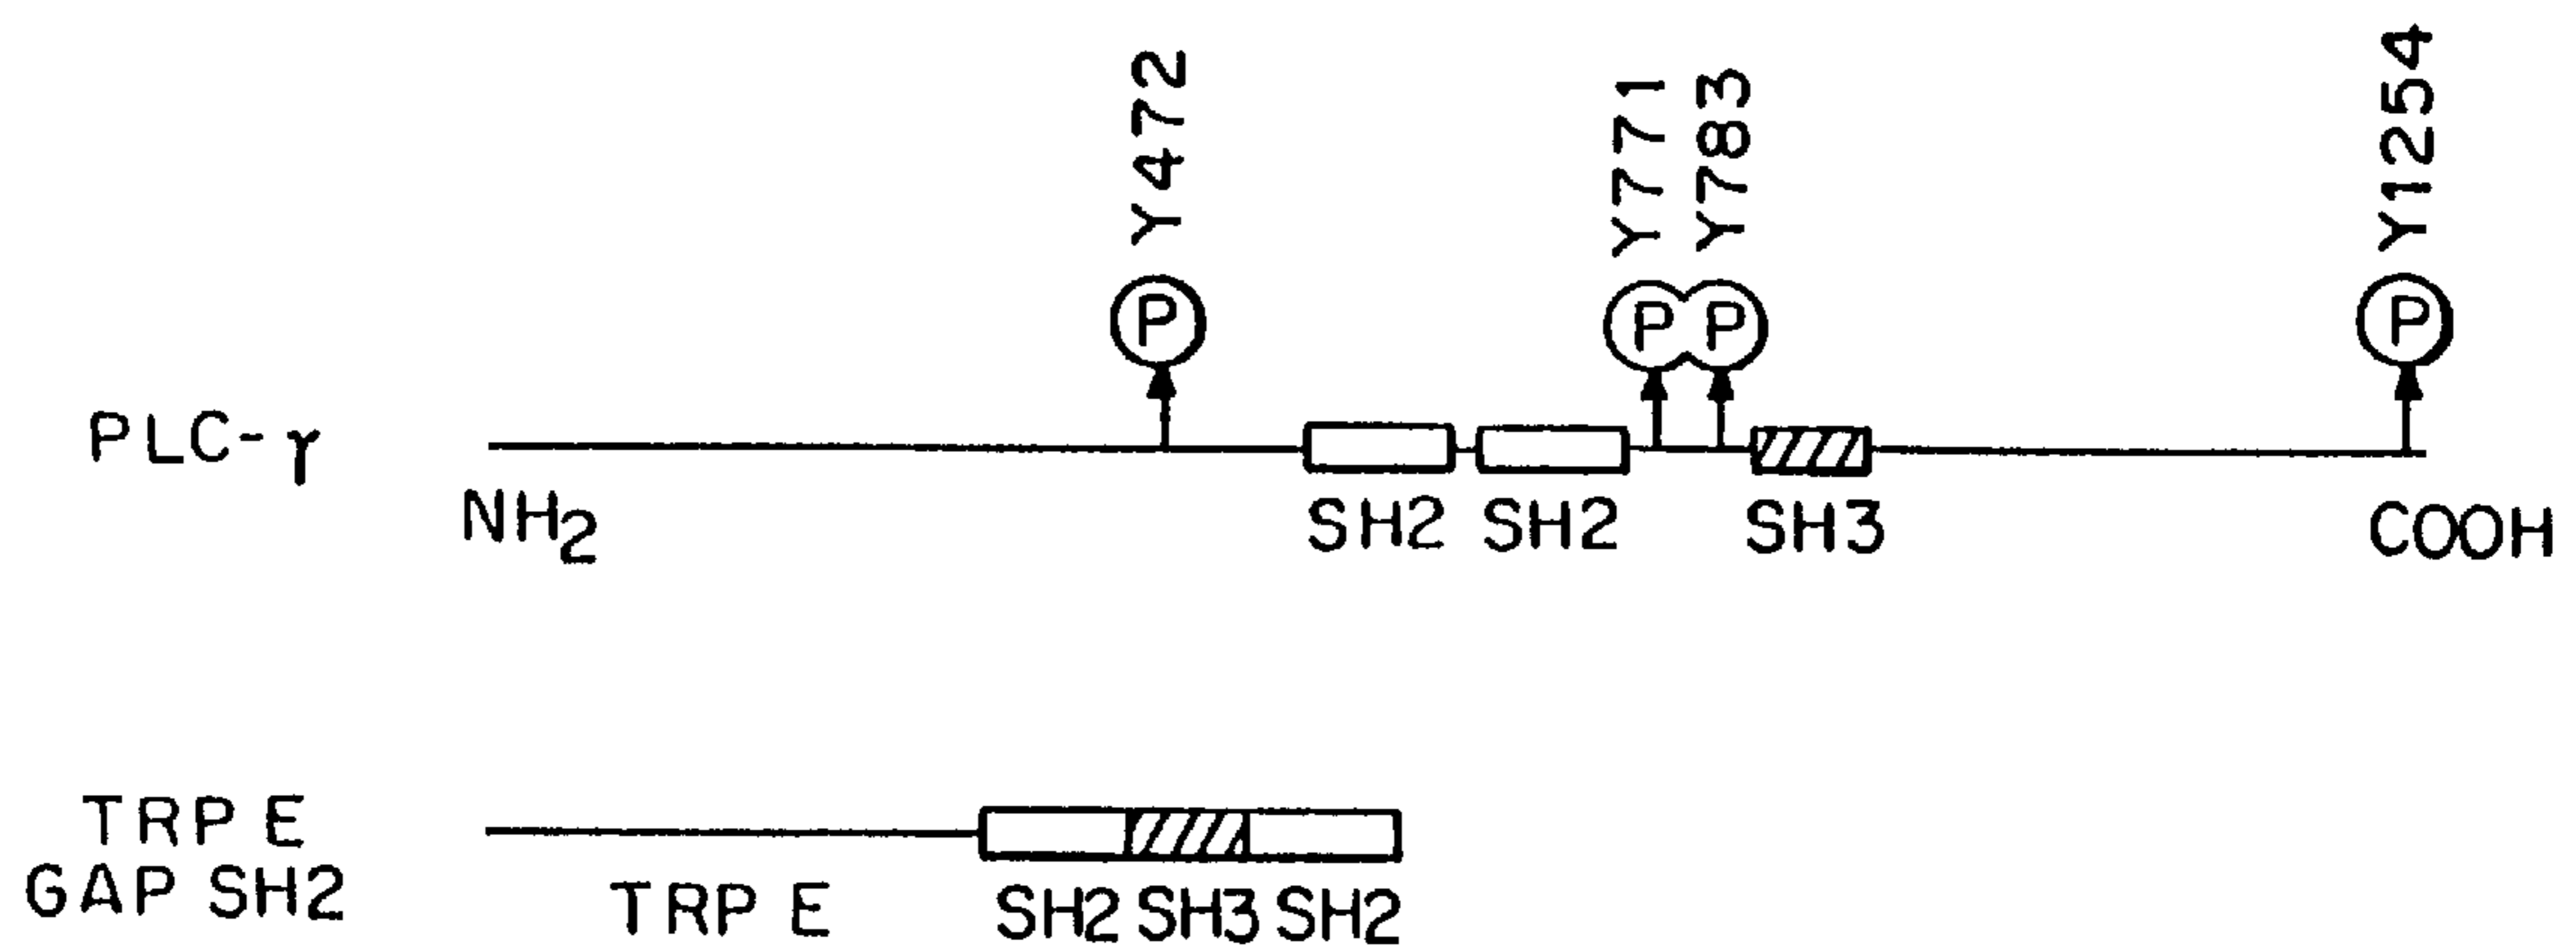 Y472 Y771 Y783 Y1254
P P P P
PLC-γ
NH2 SH2 SH2 SH3 COOH
TRP E
GAP SH2
TRP E SH2 SH3 SH2